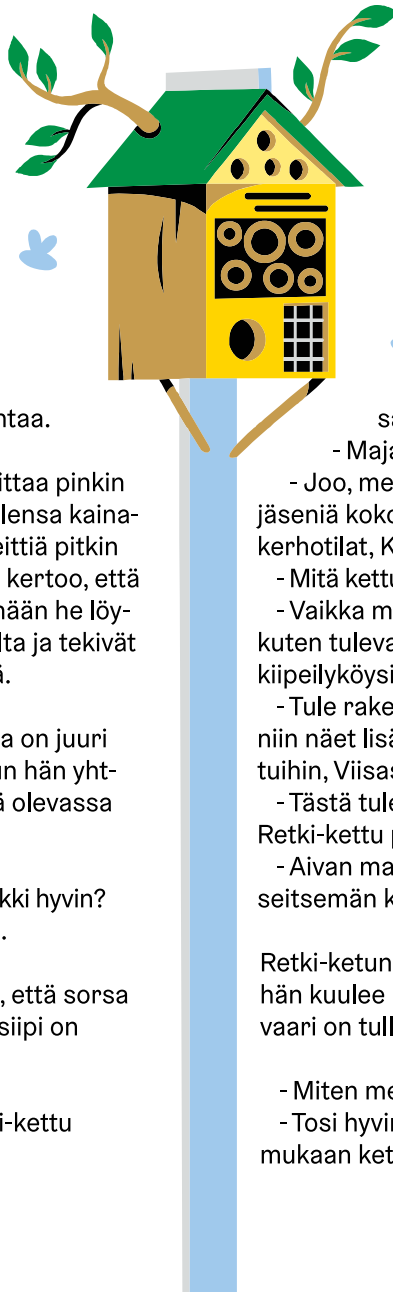 ntaa.
ittaa pinkin
lensa kaina-
eittiä pitkin
kertoo, että
nään he löy-
lta ja tekivät
ä.
a on juuri
un hän yht-
ä olevassa
kki hyvin?
.
, että sorsa
siipi on
i-kettu
sa
- Maja
- Joo, me
jäseniä koko
kerhotilat, K
- Mitä kettu
- Vaikka m
kuten tuleva
kiipeilyköysi
- Tule rake
niin näet lisä
tuihin, Viisas
- Tästä tule
Retki-kettu p
- Aivan ma
seitsemän k
Retki-ketun
hän kuulee
vaari on tull
- Miten me
- Tosi hyvin
mukaan ket